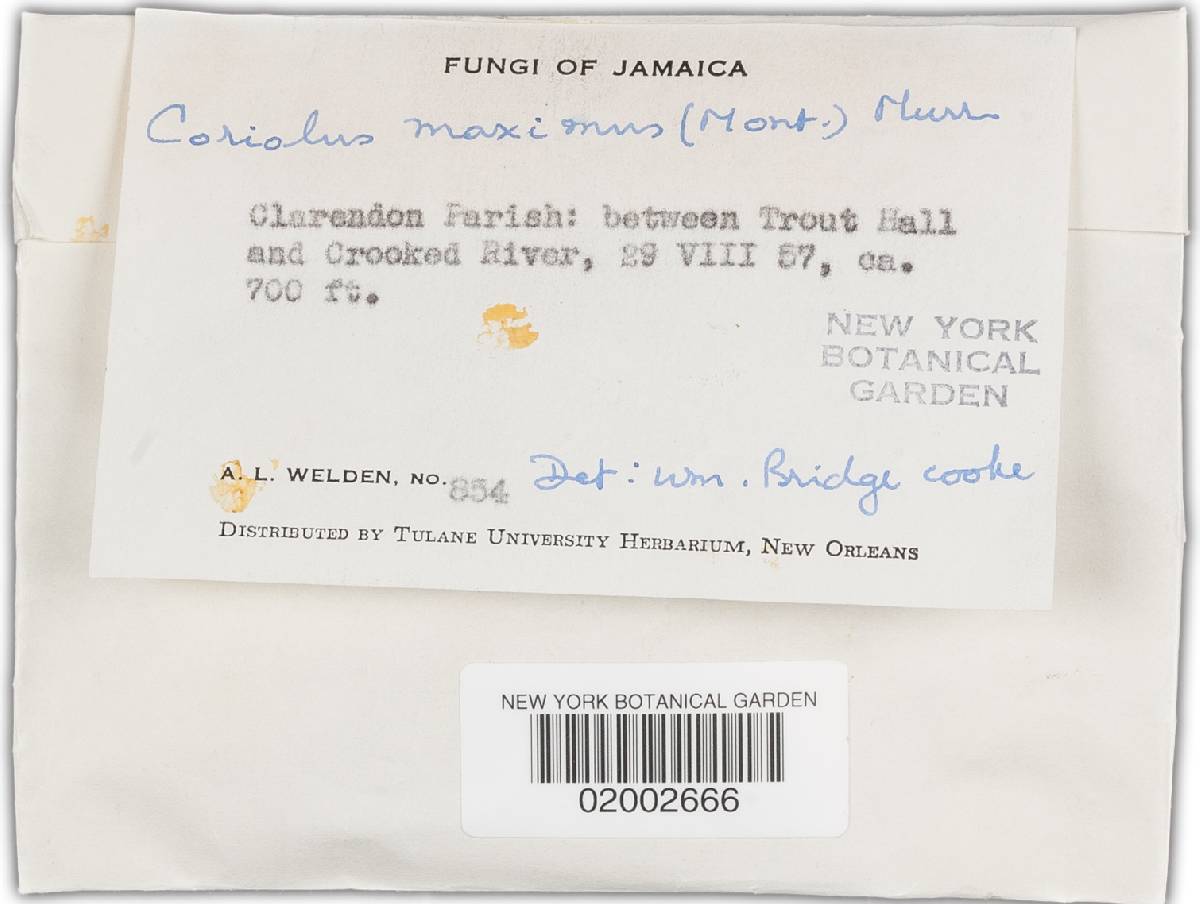 FUNGI OF JAMAICA
Coriolus maximus (Mont.) Murr.
Clarendon Parish: between Trout Hall
and Crooked River, 29 VIII 57, ca.
700 ft.
NEW YORK
BOTANICAL
GARDEN
A. L. WELDEN, NO. 854 Det: Wm. Bridge Cooke
DISTRIBUTED BY TULANE UNIVERSITY HERBARIUM, NEW ORLEANS
NEW YORK BOTANICAL GARDEN
02002666